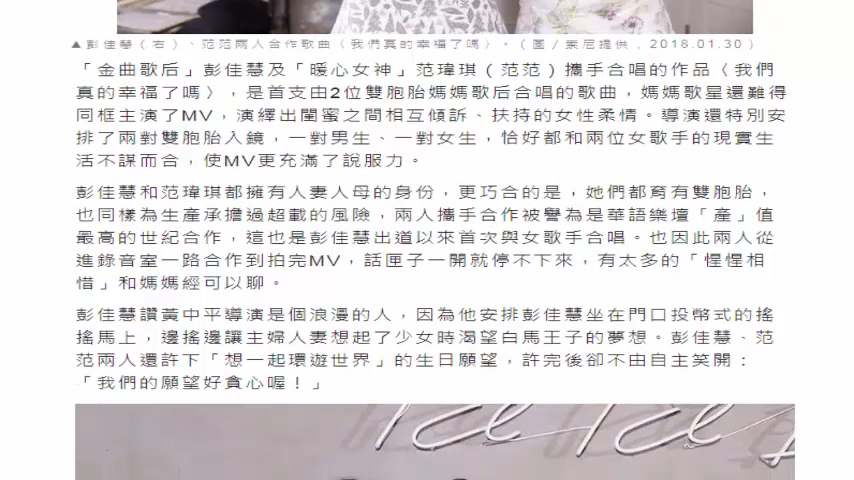 ▲彭佳慧（右）、范范兩人合作歌曲〈我們真的幸福了嗎〉。（圖／索尼提供，2018.01.30）
「金曲歌后」彭佳慧及「暖心女神」范瑋琪（范范）攜手合唱的作品〈我們
真的幸福了嗎〉，是首支由2位雙胞胎媽媽歌后合唱的歌曲，媽媽歌星還難得
同框主演了MV，演繹出閨蜜之間相互傾訴、扶持的女性柔情。導演還特別安
排了兩對雙胞胎入鏡，一對男生、一對女生，恰好都和兩位女歌手的現實生
活不謀而合，使MV更充滿了說服力。
彭佳慧和范瑋琪都擁有人妻人母的身份，更巧合的是，她們都育有雙胞胎，
也同樣為生產承擔過超載的風險，兩人攜手合作被譽為是華語樂壇「產」值
最高的世紀合作，這也是彭佳慧出道以來首次與女歌手合唱。也因此兩人從
進錄音室一路合作到拍完MV，話匣子一開就停不下來，有太多的「惺惺相
惜」和媽媽經可以聊。
彭佳慧讚黃中平導演是個浪漫的人，因為他安排彭佳慧坐在門口投幣式的搖
搖馬上，邊搖邊讓主婦人妻想起了少女時渴望白馬王子的夢想。彭佳慧、范
范兩人還許下「想一起環遊世界」的生日願望，許完後卻不由自主笑開：
「我們的願望好貪心喔！」